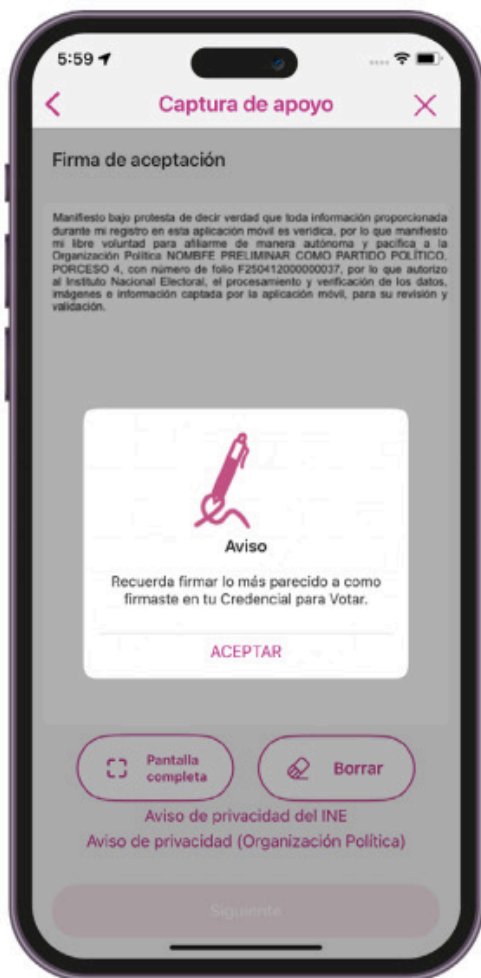 5:59
Captura de apoyo
Firma de aceptación
Manifiesto bajo protesta de decir verdad que toda información proporcionada
durante mi registro en esta aplicación móvil es verídica, por lo que manifiesto
mi libre voluntad para afiliarme de manera autónoma y pacífica a la
Organización Política NOMBFE PRELIMINAR COMO PARTIDO POLÍTICO,
PORCESO 4, con número de folio F250412000000037, por lo que autorizo
al Instituto Nacional Electoral, el procesamiento y verificación de los datos,
imágenes e información captada por la aplicación móvil, para su revisión y
validación.
Aviso
Recuerda firmar lo más parecido a como
firmaste en tu Credencial para Votar.
ACEPTAR
Pantalla
completa
Borrar
Aviso de privacidad del INE
Aviso de privacidad (Organización Política)
Siguiente